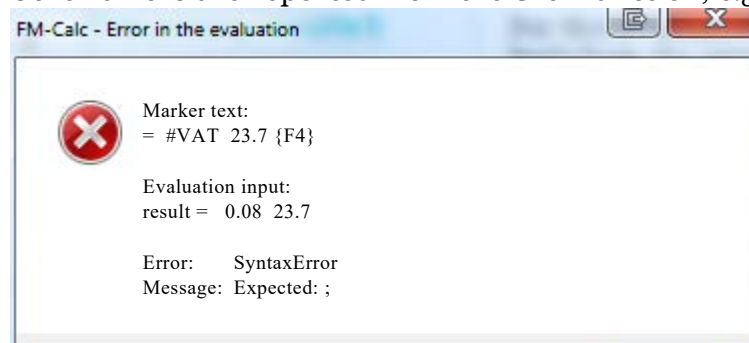 FM-Calc - Error in the evaluation
Marker text:
= #VAT 23.7 {F4}
Evaluation input:
result = 0.08 23.7
Error: SyntaxError
Message: Expected: ;